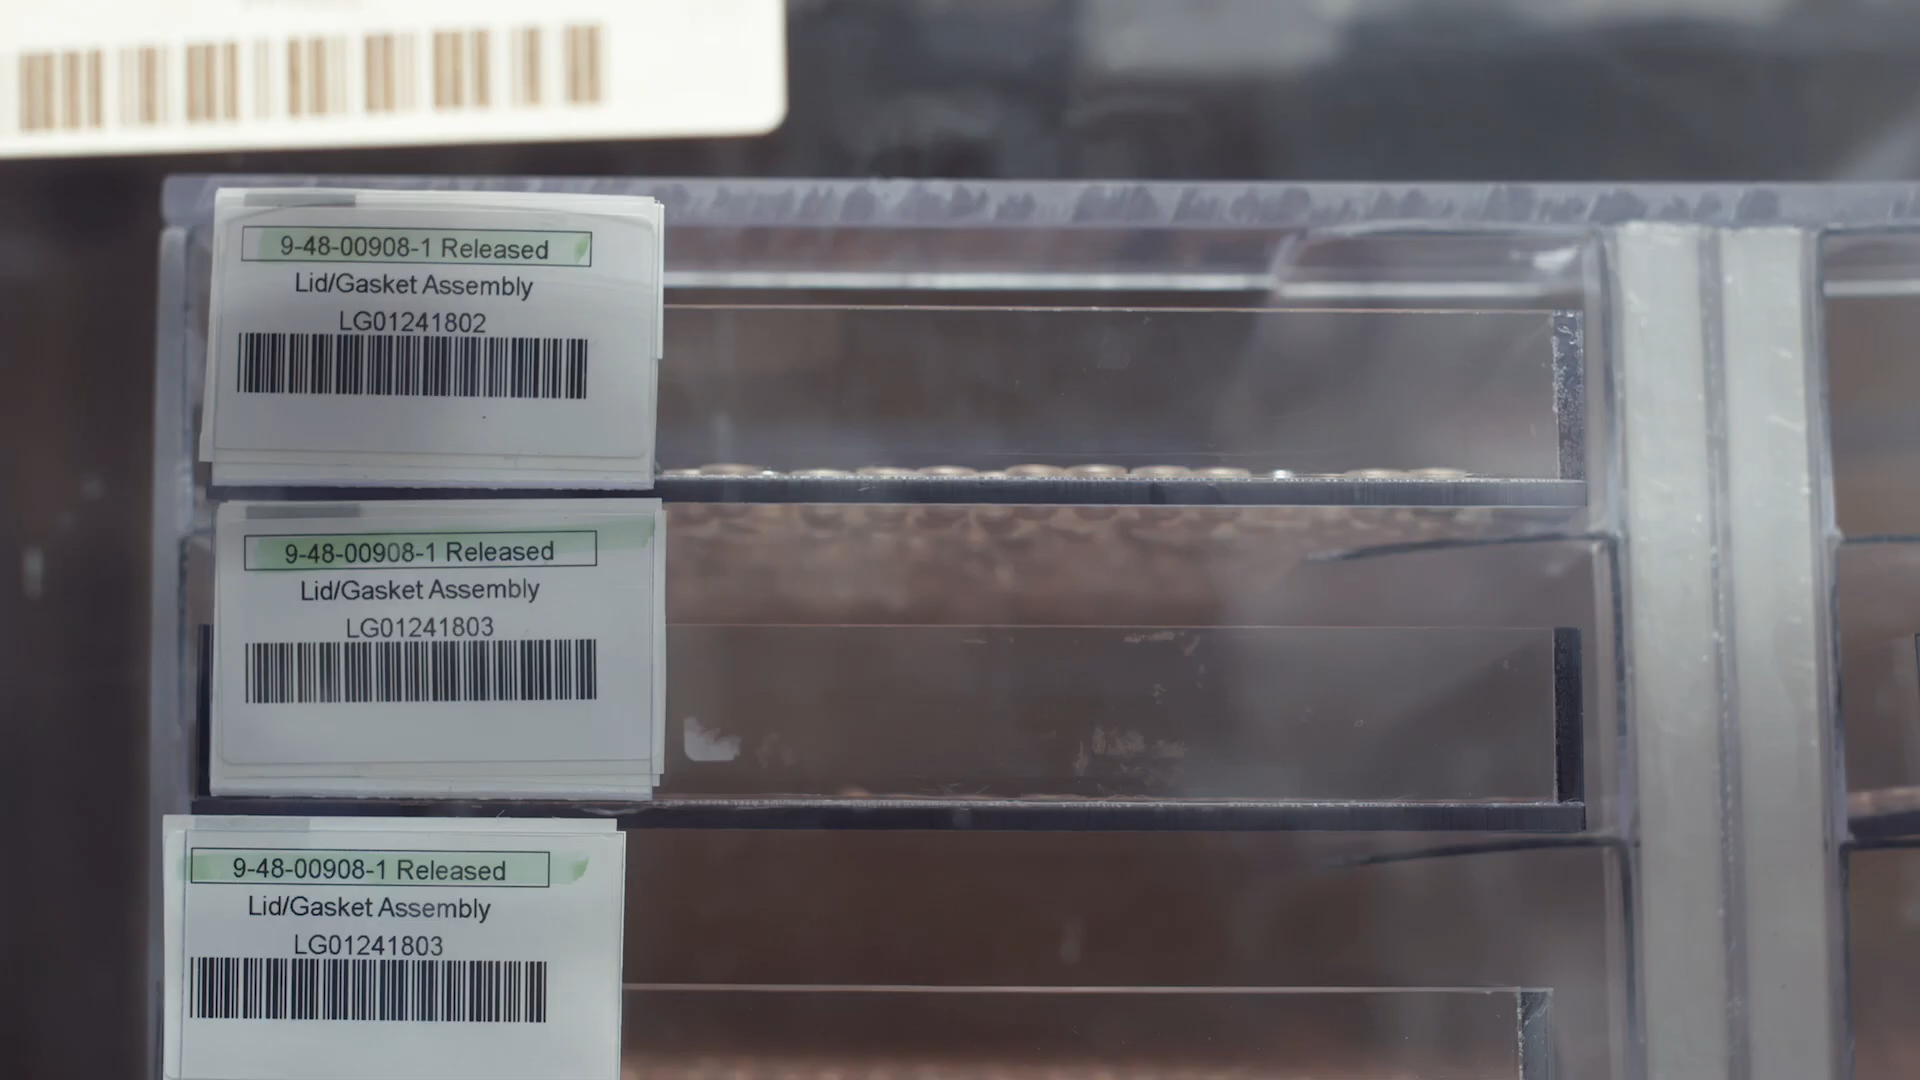 9-48-00908-1 Released
Lid/Gasket Assembly
LG01241802
9-48-00908-1 Released
Lid/Gasket Assembly
LG01241803
9-48-00908-1 Released
Lid/Gasket Assembly
LG01241803